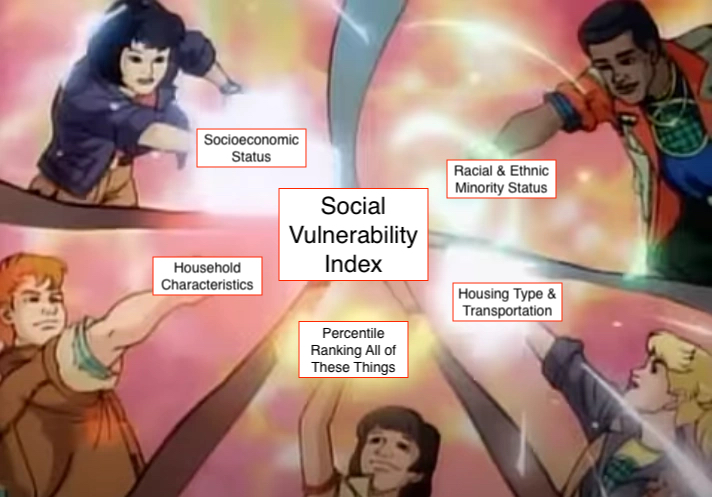 Socioeconomic
Status
Racial & Ethnic
Minority Status
Social
Vulnerability
Index
Household
Characteristics
Housing Type &
Transportation
Percentile
Ranking All of
These Things